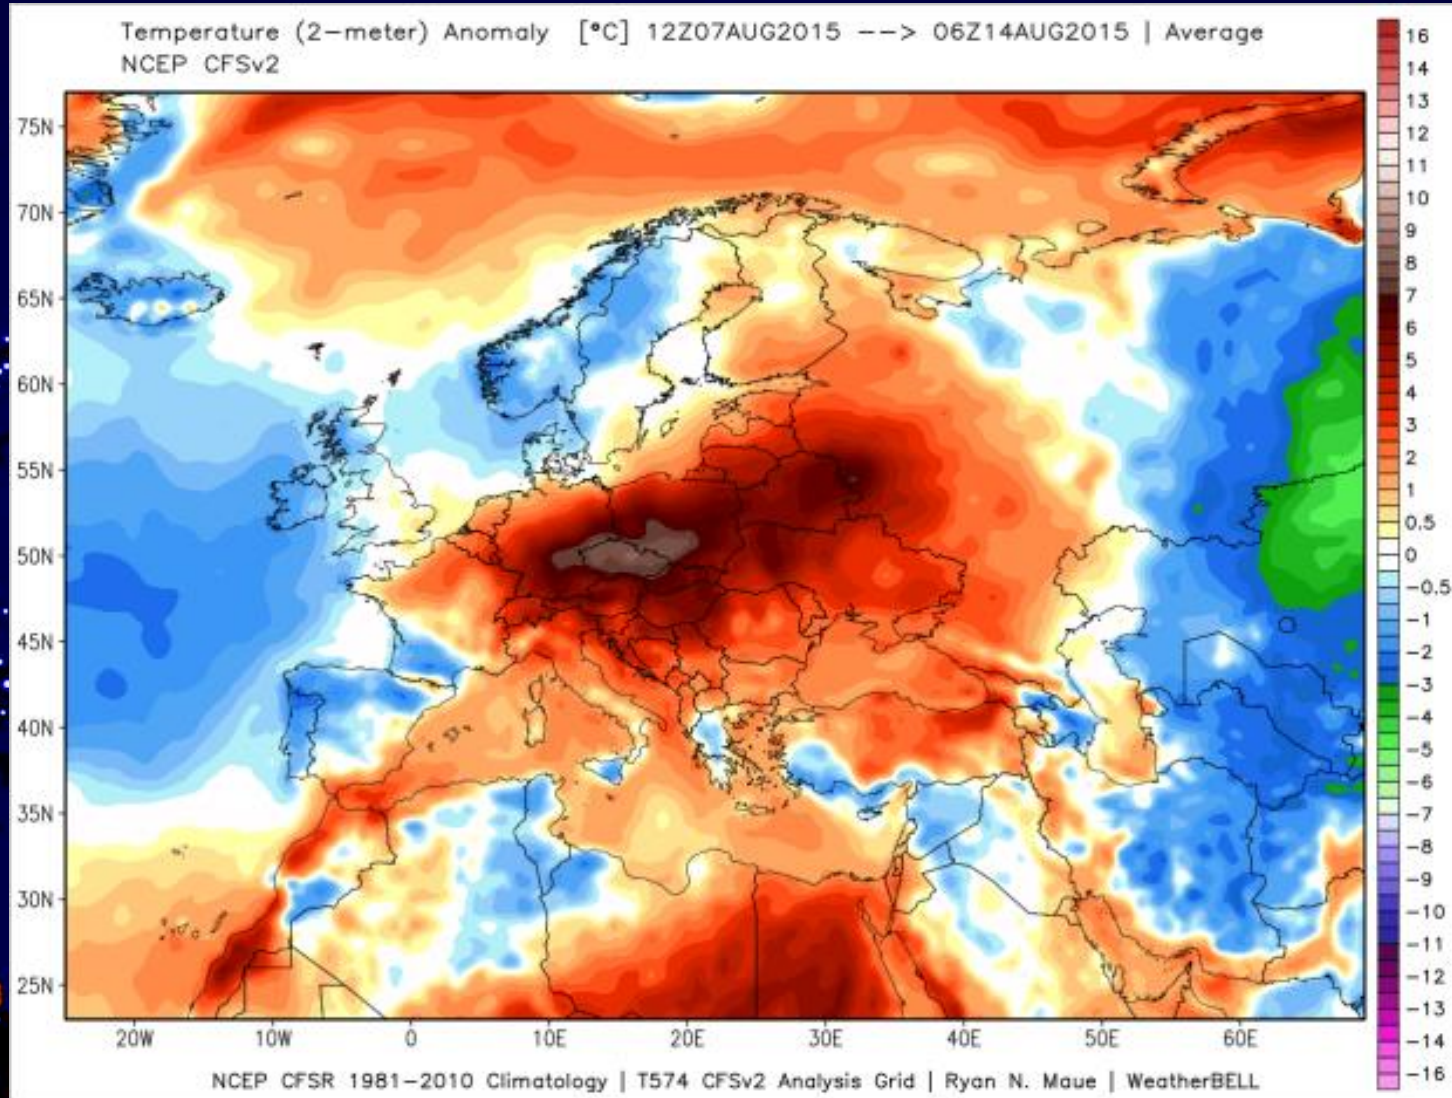 Temperature (2-meter) Anomaly [°C] 12Z07AUG2015 --> 06Z14AUG2015 | Average
NCEP CFSv2
16
14
13
12
11
10
9
8
7
6
5
4
3
2
1
0.5
0
-0.5
-1
-2
-3
-4
-5
-6
-7
-8
-9
-10
-11
-12
-13
-14
-16
75N
70N
65N
60N
55N
50N
45N
40N
35N
30N
25N
20W 10W 0 10E 20E 30E 40E 50E 60E
NCEP CFSR 1981-2010 Climatology | T574 CFSv2 Analysis Grid | Ryan N. Maue | WeatherBELL